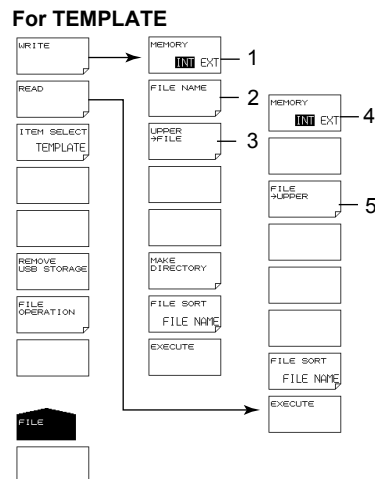 For TEMPLATE
WRITE
READ
ITEM SELECT
TEMPLATE
REMOVE
USB STORAGE
FILE
OPERATION
FILE
MEMORY
INT EXT
1
FILE NAME
2
UPPER
→FILE
3
MAKE
DIRECTORY
FILE SORT
FILE NAME
EXECUTE
MEMORY
INT EXT
4
FILE
→UPPER
5
FILE SORT
FILE NAME
EXECUTE